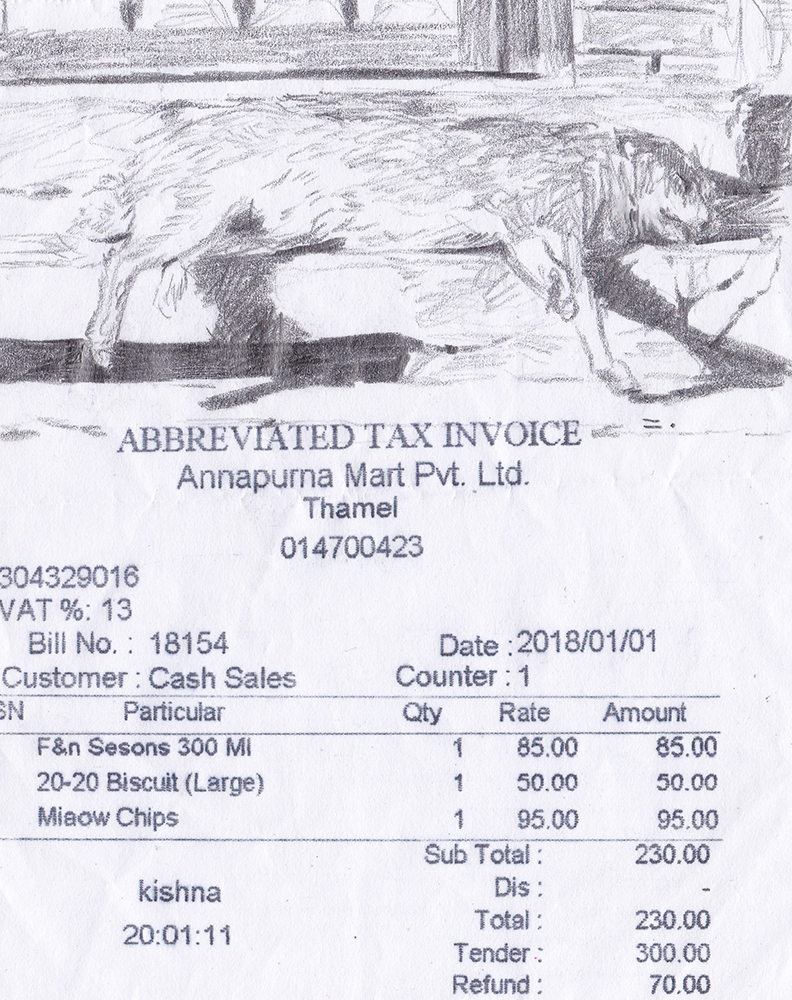 ABBREVIATED TAX INVOICE
Annapurna Mart Pvt. Ltd.
Thamel
014700423
304329016
VAT %: 13
Bill No. : 18154 Date :2018/01/01
Customer : Cash Sales Counter :1
SN Particular Qty Rate Amount
F&n Sesons 300 Ml 1 85.00 85.00
20-20 Biscuit (Large) 1 50.00 50.00
Miaow Chips 1 95.00 95.00
Sub Total : 230.00
kishna Dis : -
20:01:11 Total : 230.00
Tender : 300.00
Refund : 70.00